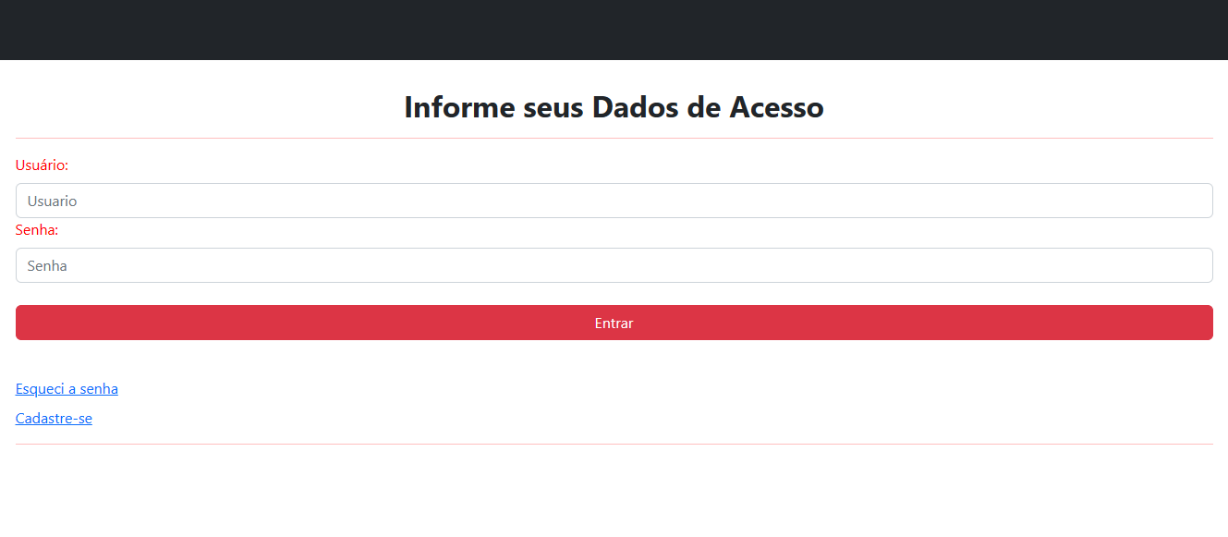 Informe seus Dados de Acesso
Usuário:
Usuario
Senha:
Senha
Entrar
Esqueci a senha
Cadastre-se